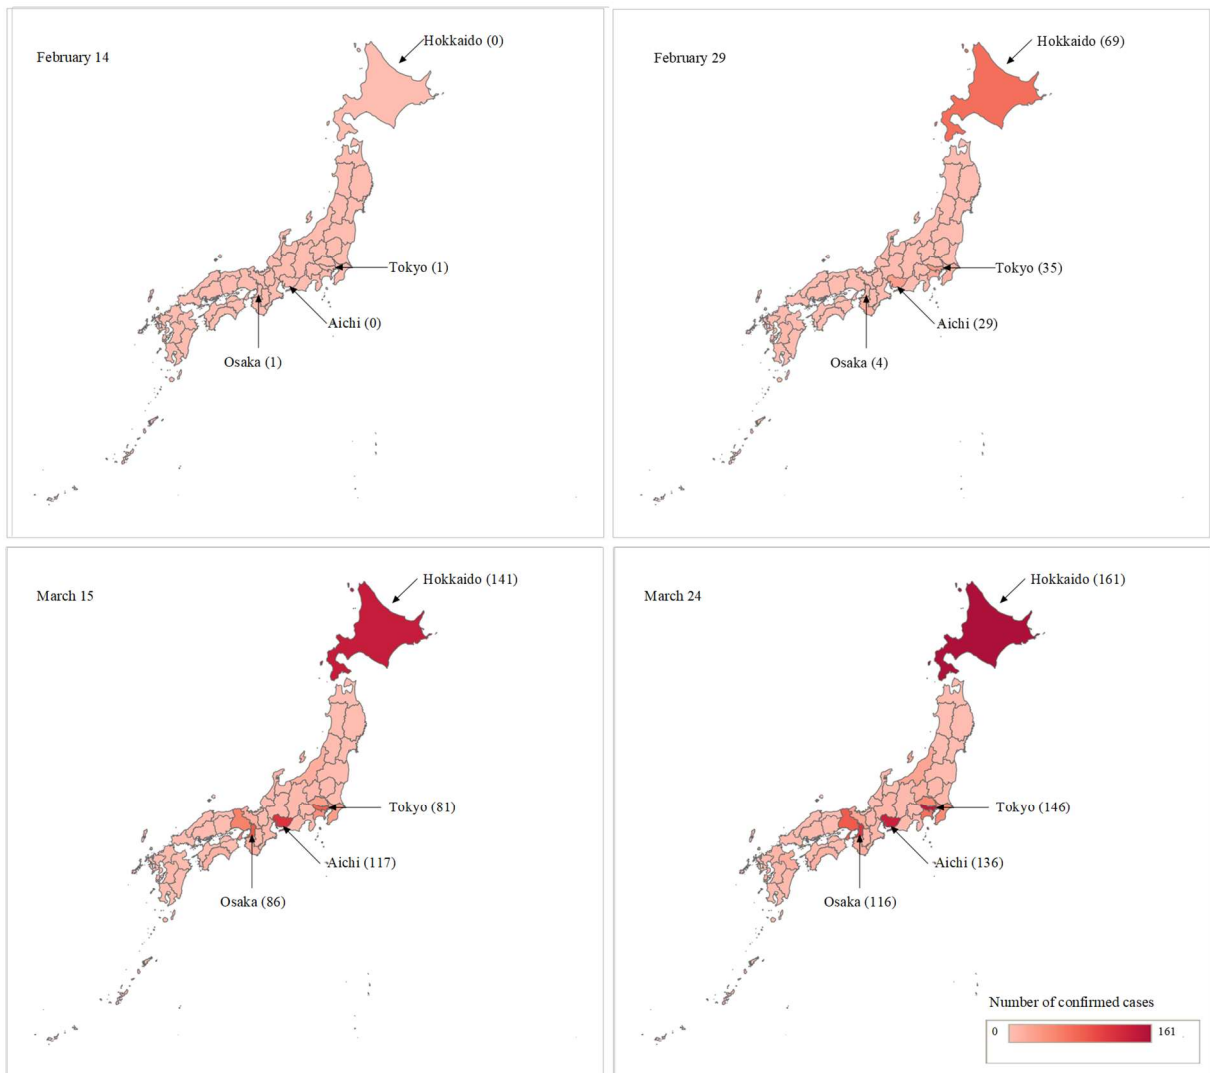 February 14
Hokkaido (0)
Tokyo (1)
Aichi (0)
Osaka (1)
February 29
Hokkaido (69)
Tokyo (35)
Aichi (29)
Osaka (4)
March 15
Hokkaido (141)
Tokyo (81)
Aichi (117)
Osaka (86)
March 24
Hokkaido (161)
Tokyo (146)
Aichi (136)
Osaka (116)
Number of confirmed cases
0 161